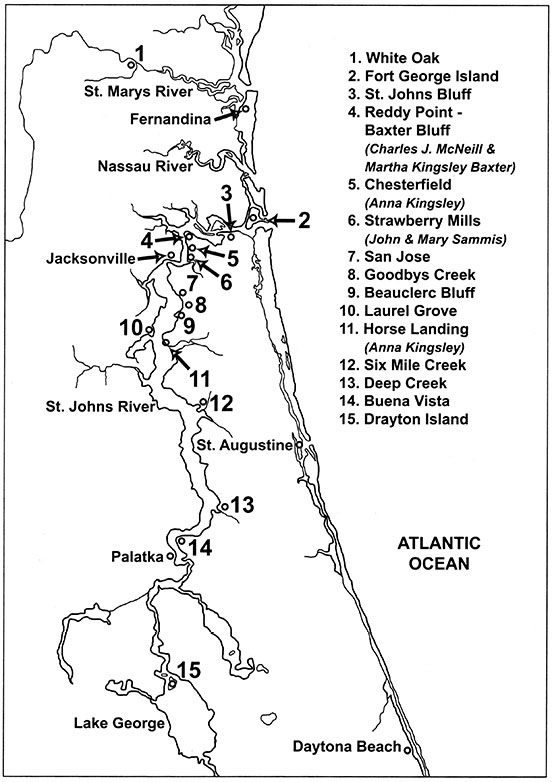 1
St. Marys River
Fernandina
Nassau River
3
2
4
5
Jacksonville
6
7
8
9
10
11
St. Johns River
12
St. Augustine
13
14
Palatka
15
Lake George
Daytona Beach
ATLANTIC
OCEAN
1. White Oak
2. Fort George Island
3. St. Johns Bluff
4. Reddy Point -
Baxter Bluff
(Charles J. McNeill &
Martha Kingsley Baxter)
5. Chesterfield
(Anna Kingsley)
6. Strawberry Mills
(John & Mary Sammis)
7. San Jose
8. Goodbys Creek
9. Beauclerc Bluff
10. Laurel Grove
11. Horse Landing
(Anna Kingsley)
12. Six Mile Creek
13. Deep Creek
14. Buena Vista
15. Drayton Island